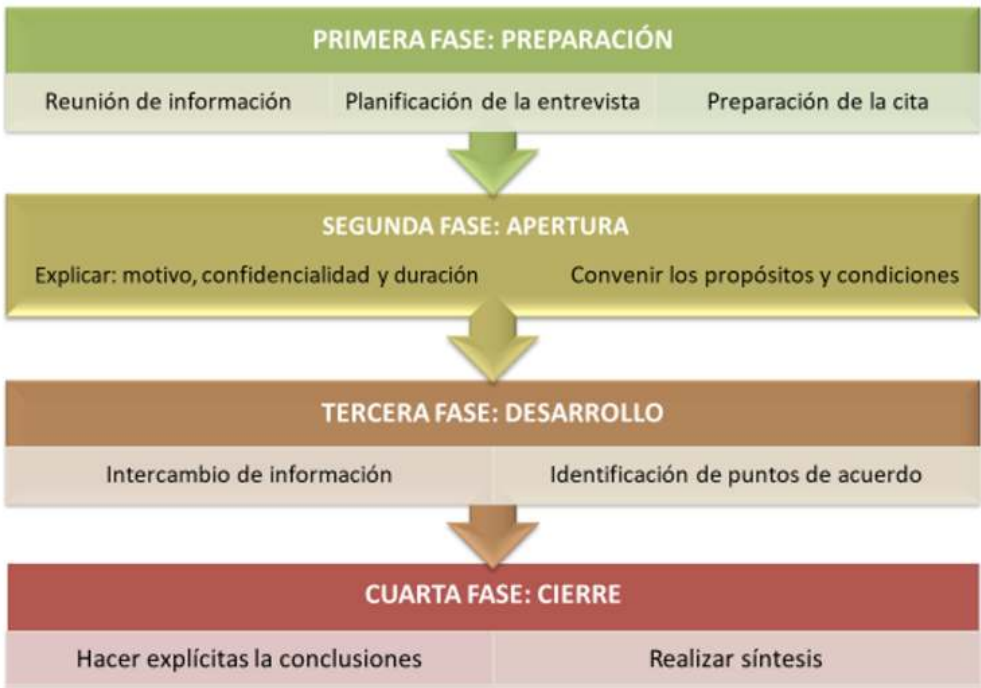 PRIMERA FASE: PREPARACIÓN
Reunión de información
Planificación de la entrevista
Preparación de la cita
SEGUNDA FASE: APERTURA
Explicar: motivo, confidencialidad y duración
Convenir los propósitos y condiciones
TERCERA FASE: DESARROLLO
Intercambio de información
Identificación de puntos de acuerdo
CUARTA FASE: CIERRE
Hacer explícitas la conclusiones
Realizar síntesis